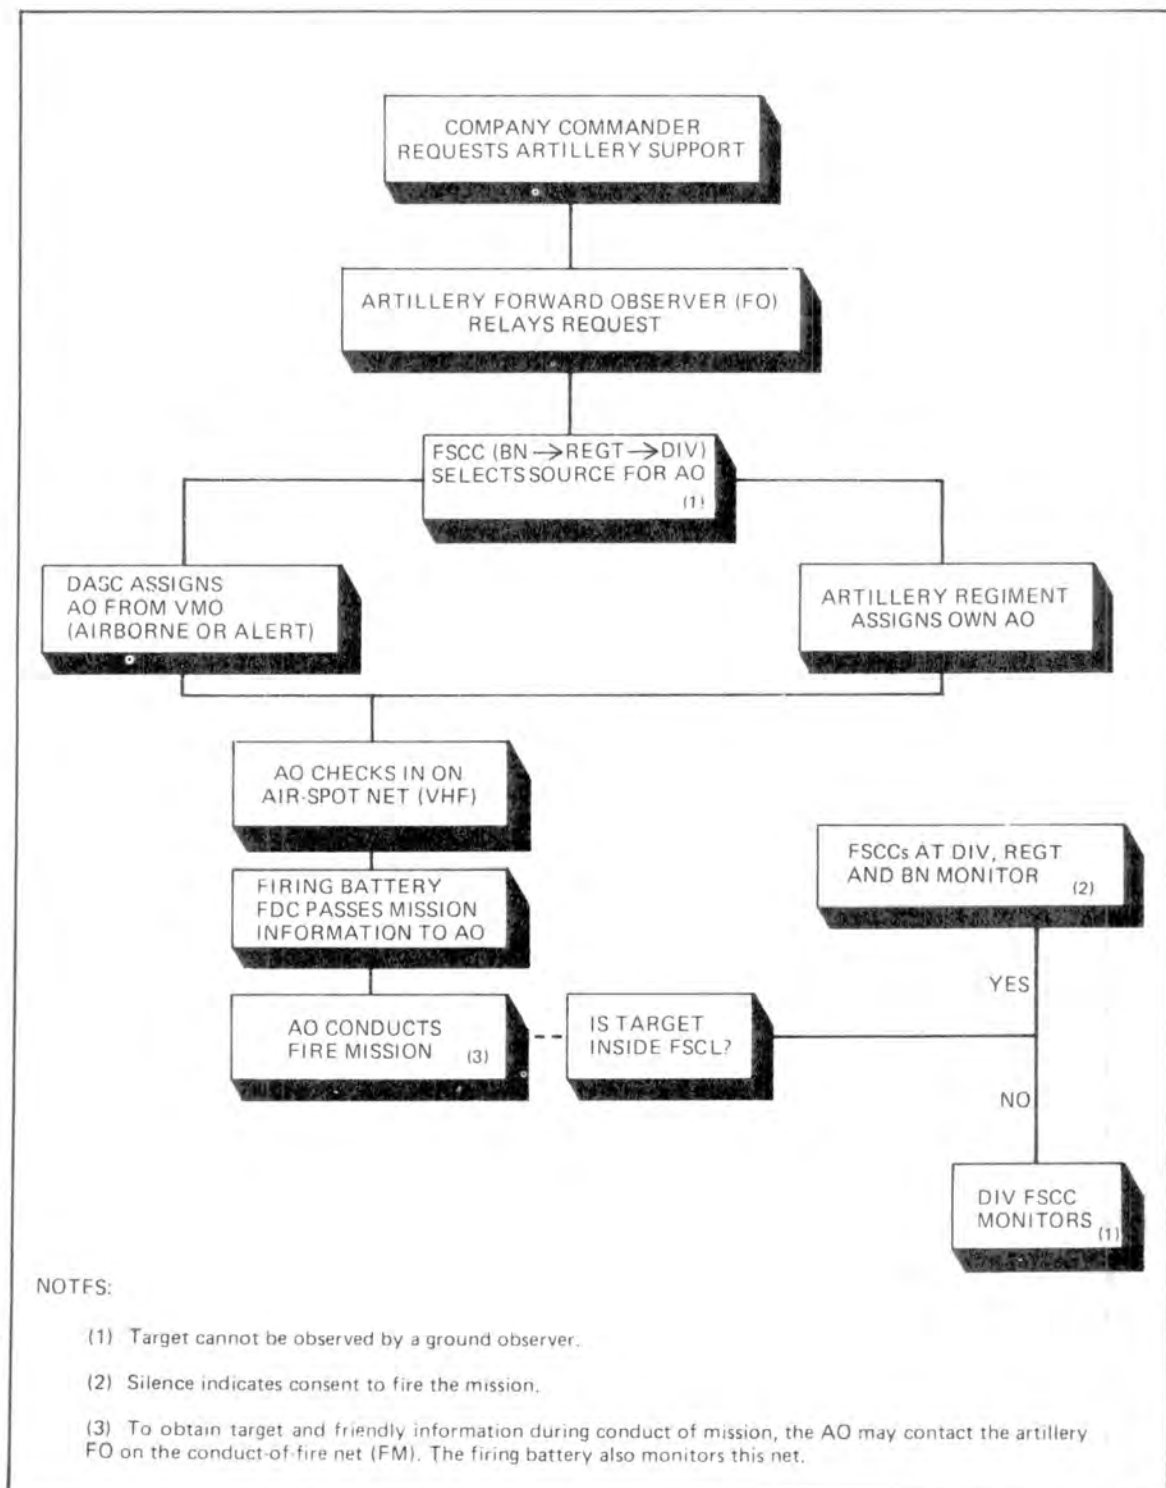 COMPANY COMMANDER
REQUESTS ARTILLERY SUPPORT
ARTILLERY FORWARD OBSERVER (FO)
RELAYS REQUEST
FSCC (BN → REGT → DIV)
SELECTS SOURCE FOR AO
(1)
DASC ASSIGNS
AO FROM VMO
(AIRBORNE OR ALERT)
ARTILLERY REGIMENT
ASSIGNS OWN AO
AO CHECKS IN ON
AIR-SPOT NET (VHF)
FIRING BATTERY
FDC PASSES MISSION
INFORMATION TO AO
FSCCs AT DIV, REGT
AND BN MONITOR (2)
YES
AO CONDUCTS
FIRE MISSION (3)
IS TARGET
INSIDE FSCL?
NO
DIV FSCC
MONITORS (1)
NOTES:
(1) Target cannot be observed by a ground observer.
(2) Silence indicates consent to fire the mission.
(3) To obtain target and friendly information during conduct of mission, the AO may contact the artillery
FO on the conduct-of-fire net (FM). The firing battery also monitors this net.